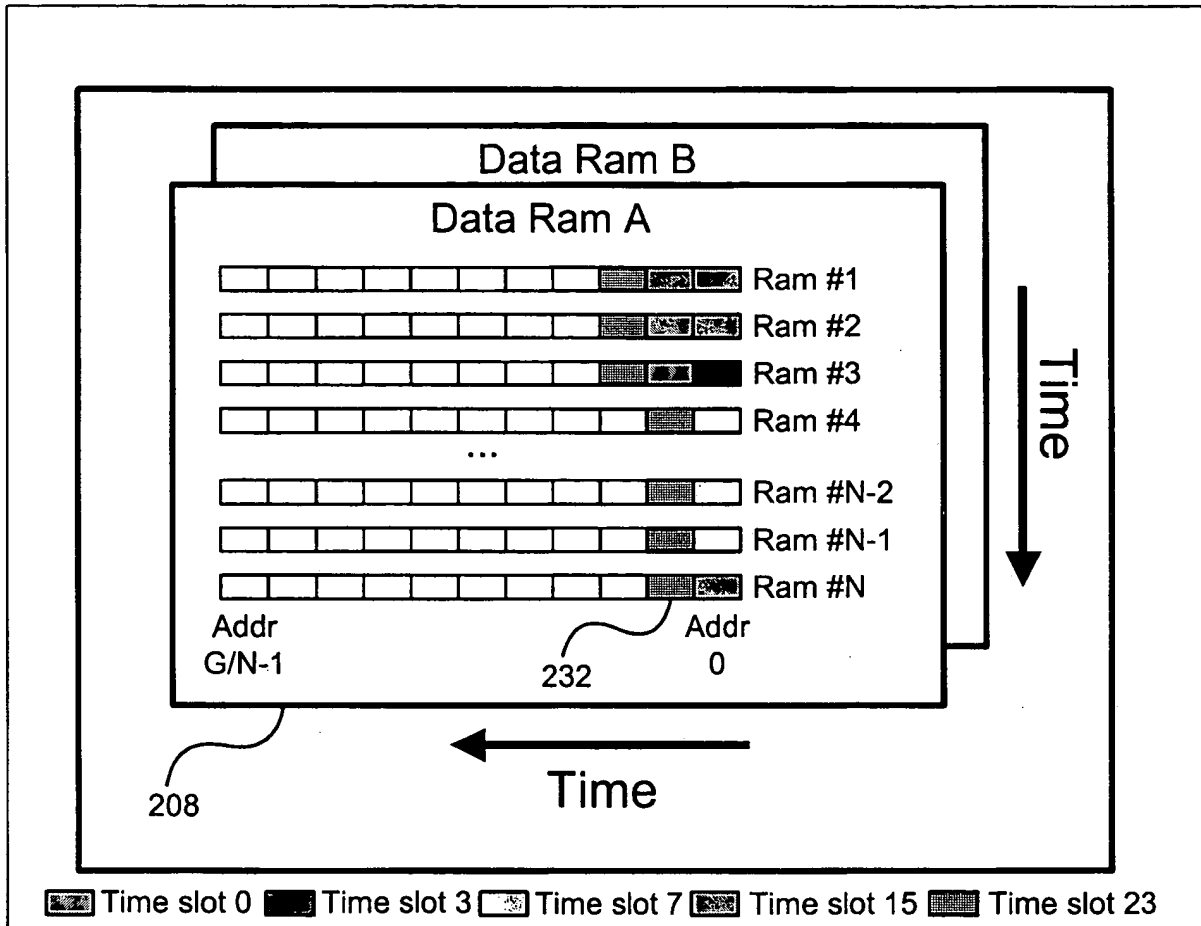 Data Ram B
Data Ram A
Ram #1
Ram #2
Ram #3
Ram #4
...
Ram #N-2
Ram #N-1
Ram #N
Addr
G/N-1
232
Addr
0
Time
208
Time
Time slot 0 Time slot 3 Time slot 7 Time slot 15 Time slot 23